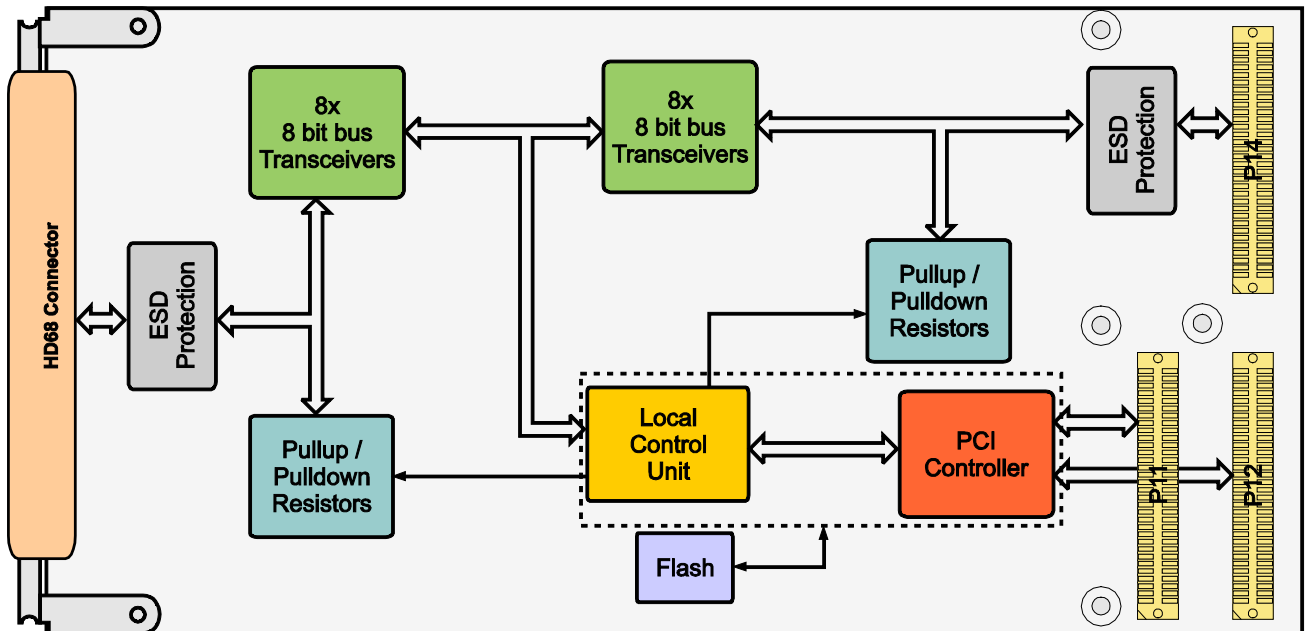 8x
8 bit bus
Transceivers
8x
8 bit bus
Transceivers
ESD
Protection
P14
HD68 Connector
ESD
Protection
Pullup /
Pulldown
Resistors
Pullup /
Pulldown
Resistors
Local
Control
Unit
PCI
Controller
P11
P12
Flash